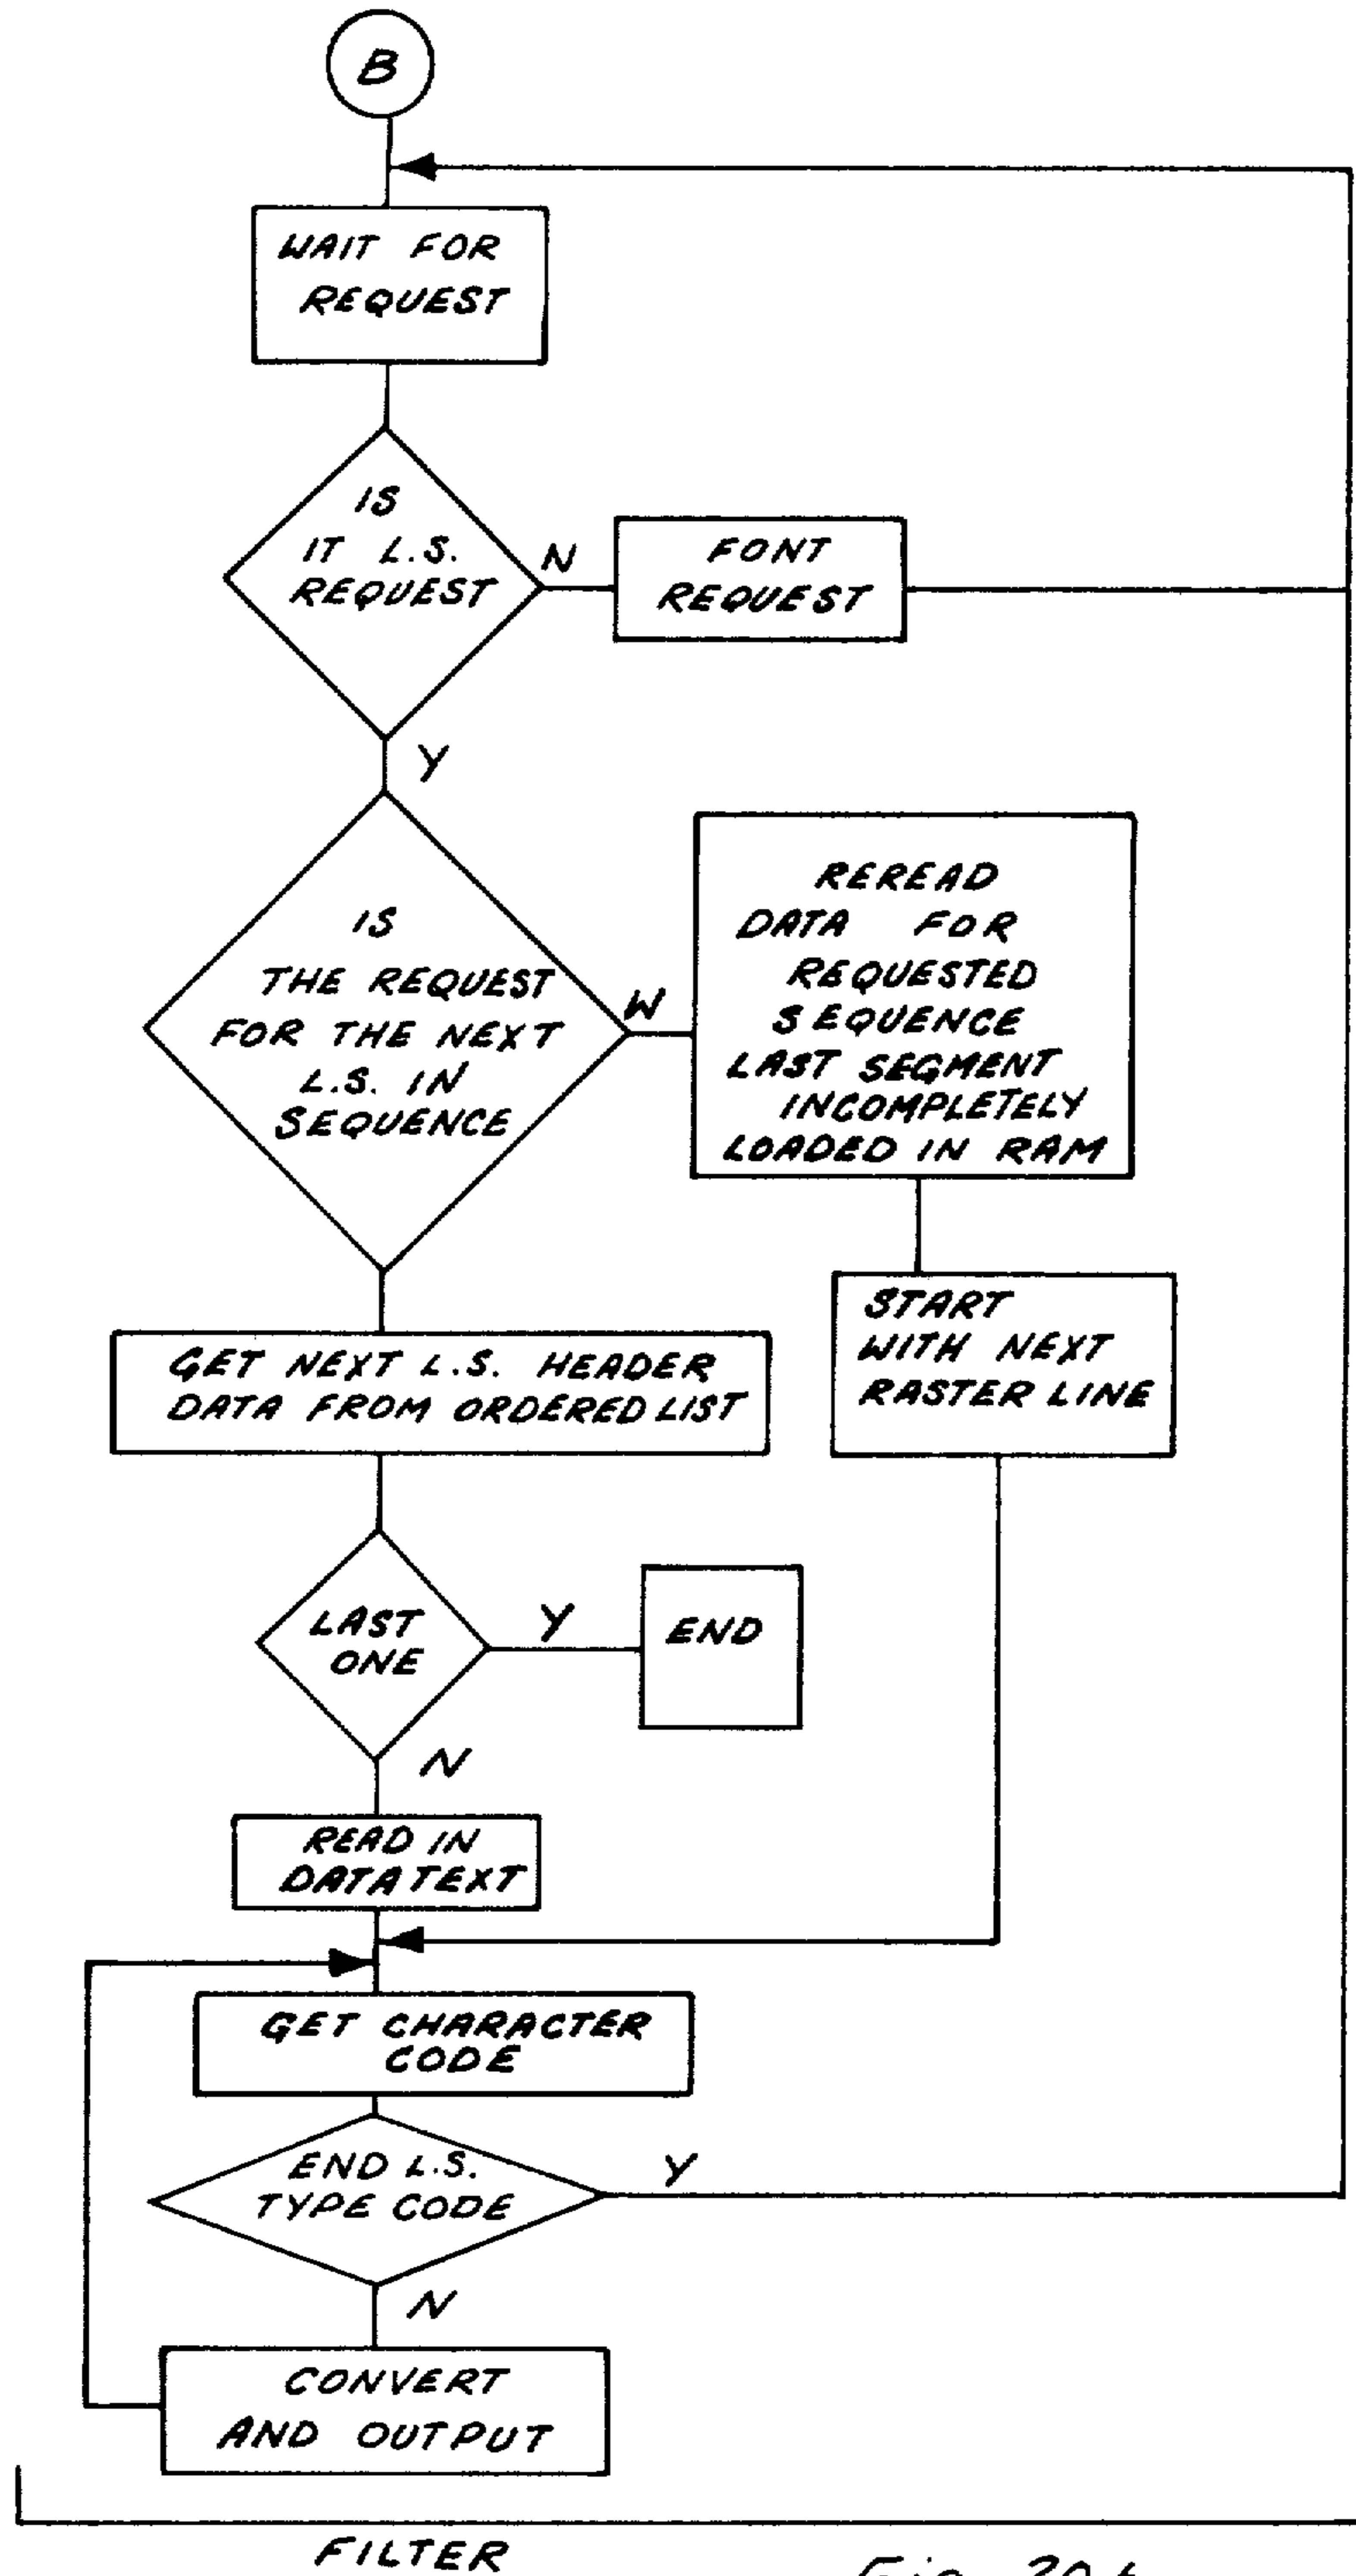 B
WAIT FOR
REQUEST
IS
IT L.S.
REQUEST
N
FONT
REQUEST
Y
IS
THE REQUEST
FOR THE NEXT
L.S. IN
SEQUENCE
W
REREAD
DATA FOR
REQUESTED
SEQUENCE
LAST SEGMENT
INCOMPLETELY
LOADED IN RAM
START
WITH NEXT
RASTER LINE
GET NEXT L.S. HEADER
DATA FROM ORDERED LIST
LAST
ONE
Y
END
N
READ IN
DATA TEXT
GET CHARACTER
CODE
END L.S.
TYPE CODE
Y
N
CONVERT
AND OUTPUT
FILTER